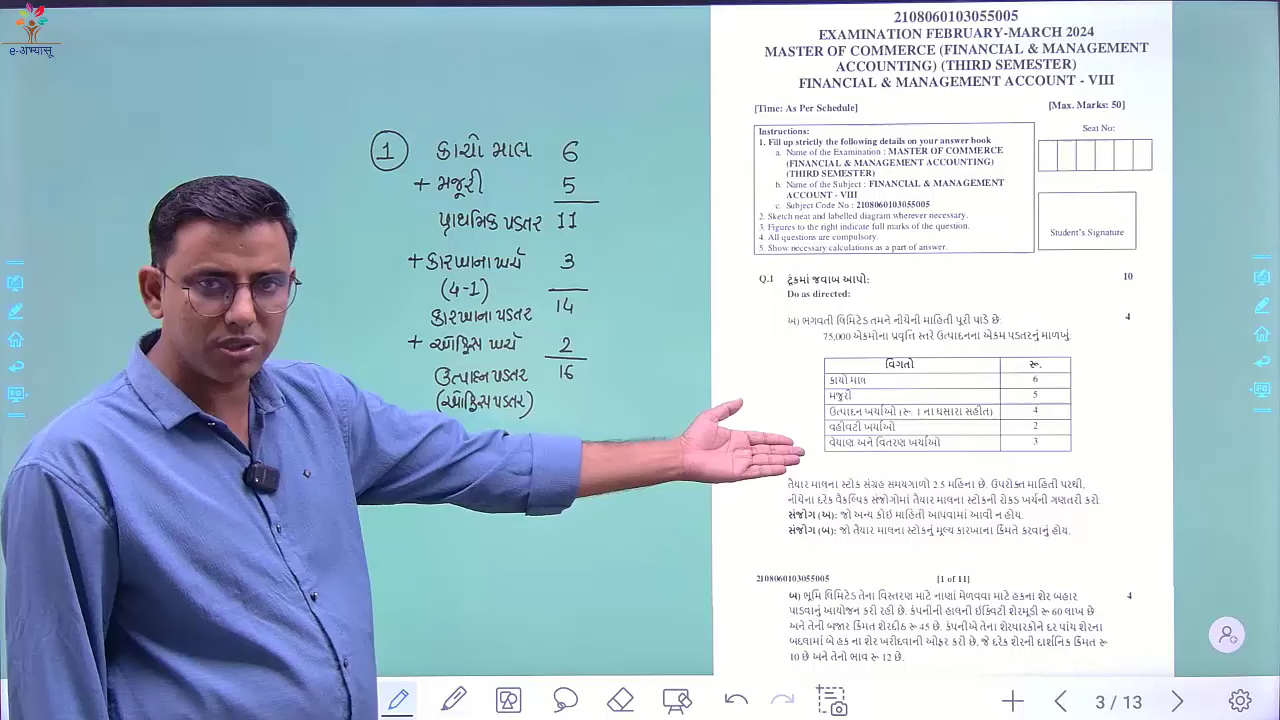 e-अभ्यासू
1 કાચો માલ 6
+ મજૂરી 5
પ્રાથમિક પડતર 11
+ કારખાના ખર્ચ 3
(4-1)
કારખાના પડતર 14
+ ઓફિસ ખર્ચ 2
ઉત્પાદન પડતર 16
(ઓફિસ પડતર)
2108060103055005
EXAMINATION FEBRUARY-MARCH 2024
MASTER OF COMMERCE (FINANCIAL & MANAGEMENT
ACCOUNTING) (THIRD SEMESTER)
FINANCIAL & MANAGEMENT ACCOUNT - VIII
[Time: As Per Schedule] [Max. Marks: 50]
Instructions:
1. Fill up strictly the following details on your answer book
a. Name of the Examination : MASTER OF COMMERCE
(FINANCIAL & MANAGEMENT ACCOUNTING)
(THIRD SEMESTER)
b. Name of the Subject : FINANCIAL & MANAGEMENT
ACCOUNT - VIII
c. Subject Code No : 2108060103055005
2. Sketch neat and labelled diagram wherever necessary.
3. Figures to the right indicate full marks of the question.
4. All questions are compulsory.
5. Show necessary calculations as a part of answer.
Seat No:
Student's Signature
Q.1 ટૂંકમાં જવાબ આપો: 10
Do as directed:
અ) ભગવતી લિમિટેડ તમને નીચેની માહિતી પૂરી પાડે છે: 4
75,000 એકમોના પ્રવૃત્તિ સ્તરે ઉત્પાદનના એકમ પડતરનું માળખું:
વિગતો રૂ.
કાચો માલ 6
મજુરી 5
ઉત્પાદન ખર્ચાઓ (રૂ. 1 ના ઘસારા સહીત) 4
વહીવટી ખર્ચાઓ 2
વેચાણ અને વિતરણ ખર્ચાઓ 3
તૈયાર માલના સ્ટોક સંગ્રહ સમયગાળો 2.5 મહિના છે. ઉપરોક્ત માહિતી પરથી,
નીચેના દરેક વૈકલ્પિક સંજોગોમાં તૈયાર માલના સ્ટોકની રોકડ ખર્ચની ગણતરી કરો:
સંજોગ (અ): જો અન્ય કોઈ માહિતી આપવામાં આવી ન હોય.
સંજોગ (બ): જો તૈયાર માલના સ્ટોકનું મૂલ્ય કારખાના કિંમતે કરવાનું હોય.
2108060103055005 [1 of 11]
બ) ભૂમિ લિમિટેડ તેના વિસ્તરણ માટે નાણાં મેળવવા માટે હકના શેર બહાર 4
પાડવાનું આયોજન કરી રહી છે. કંપનીની હાલની ઈક્વિટી શેરમૂડી રૂ 60 લાખ છે
અને તેની બજાર કિંમત શેરદીઠ રૂ 45 છે. કંપનીએ તેના શેરધારકોને દર પાંચ શેરના
બદલામાં બે હક ના શેર ખરીદવાની ઓફર કરી છે, જે દરેક શેરની દાર્શનિક કિંમત રૂ
10 છે અને તેનો ભાવ રૂ 12 છે.
3 / 13